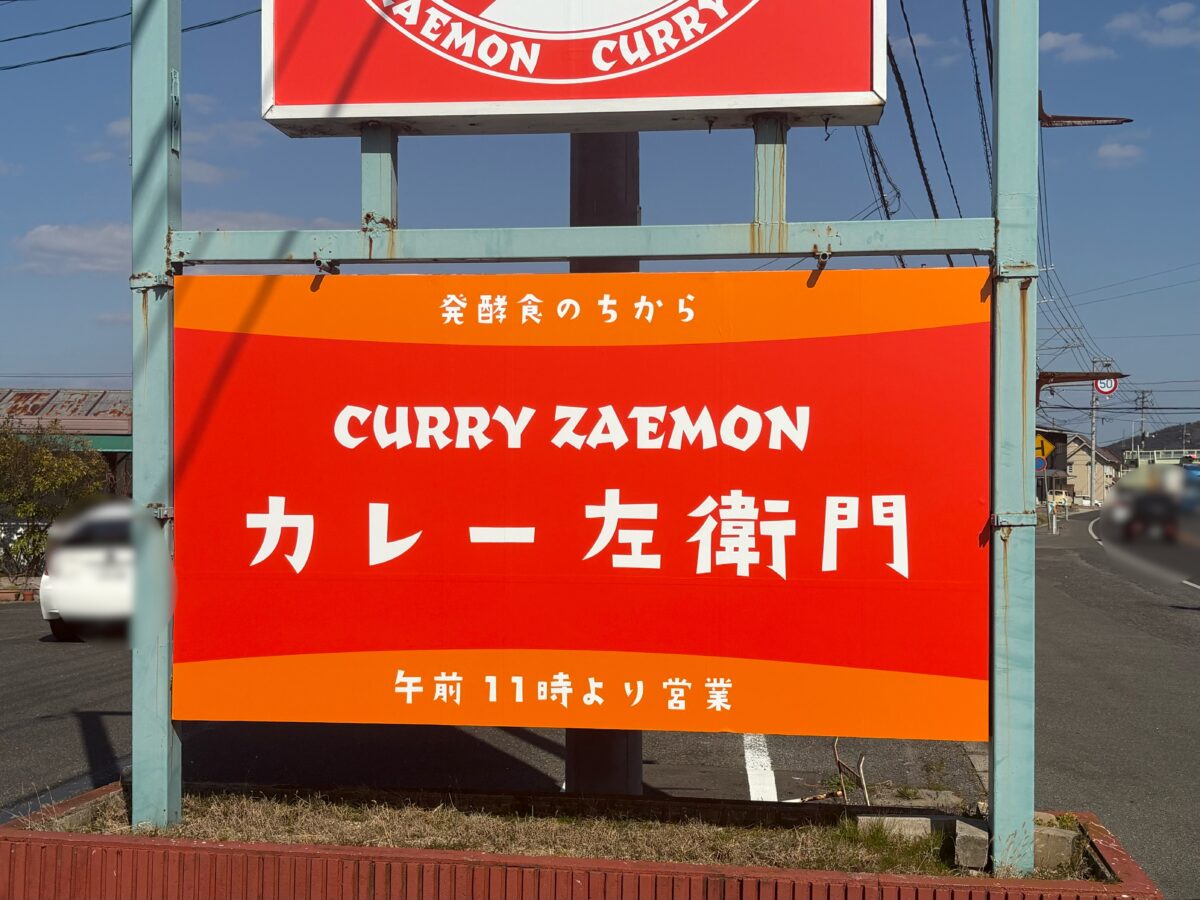 ZAEMON CURRY
発酵食のちから
CURRY ZAEMON
カレー左衛門
午前11時より営業
50